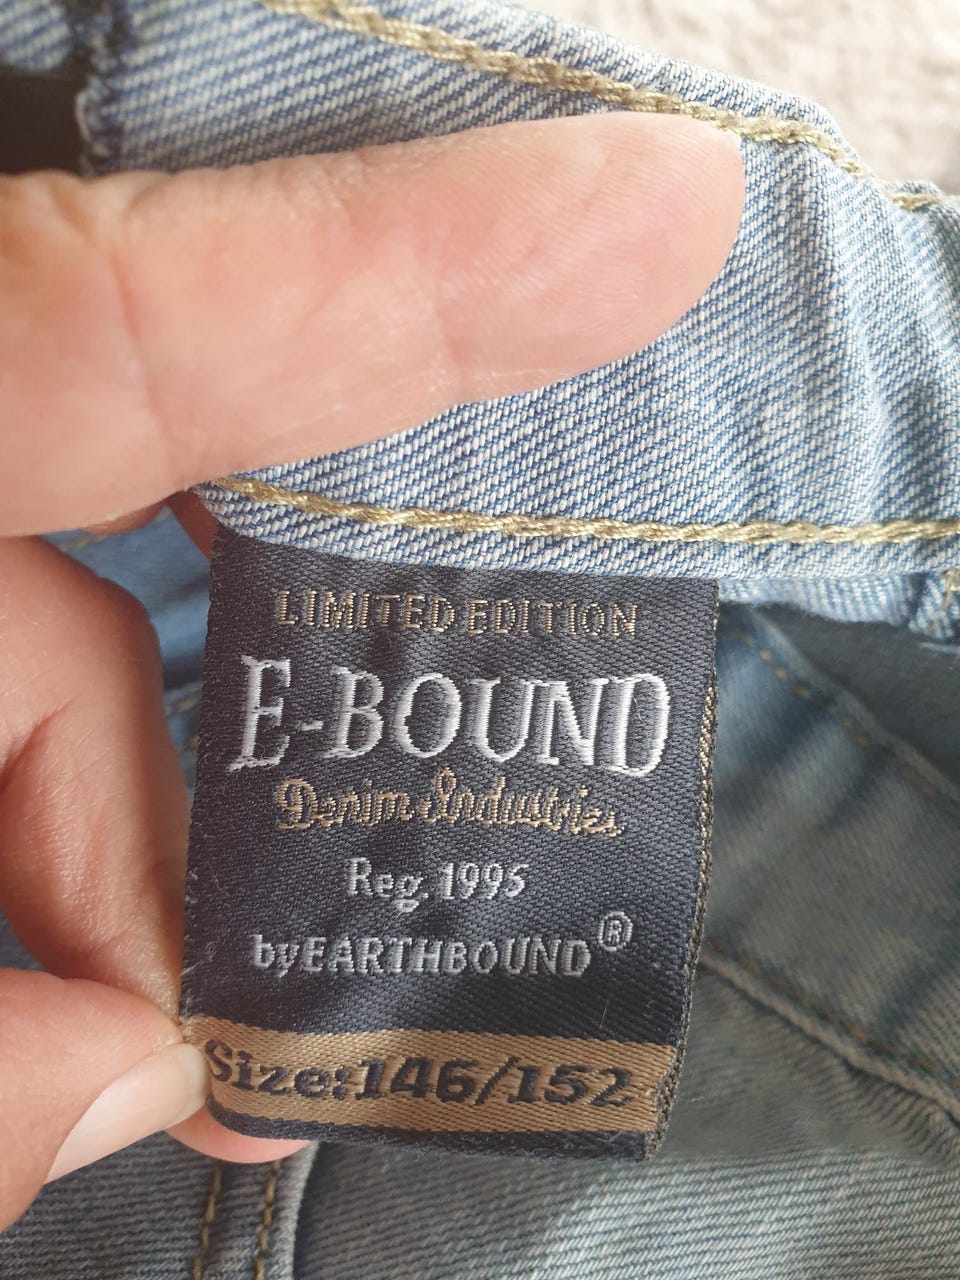 LIMITED EDITION
E-BOUND
Denim Industries
Reg. 1995
by EARTHBOUND®
Size: 146/152